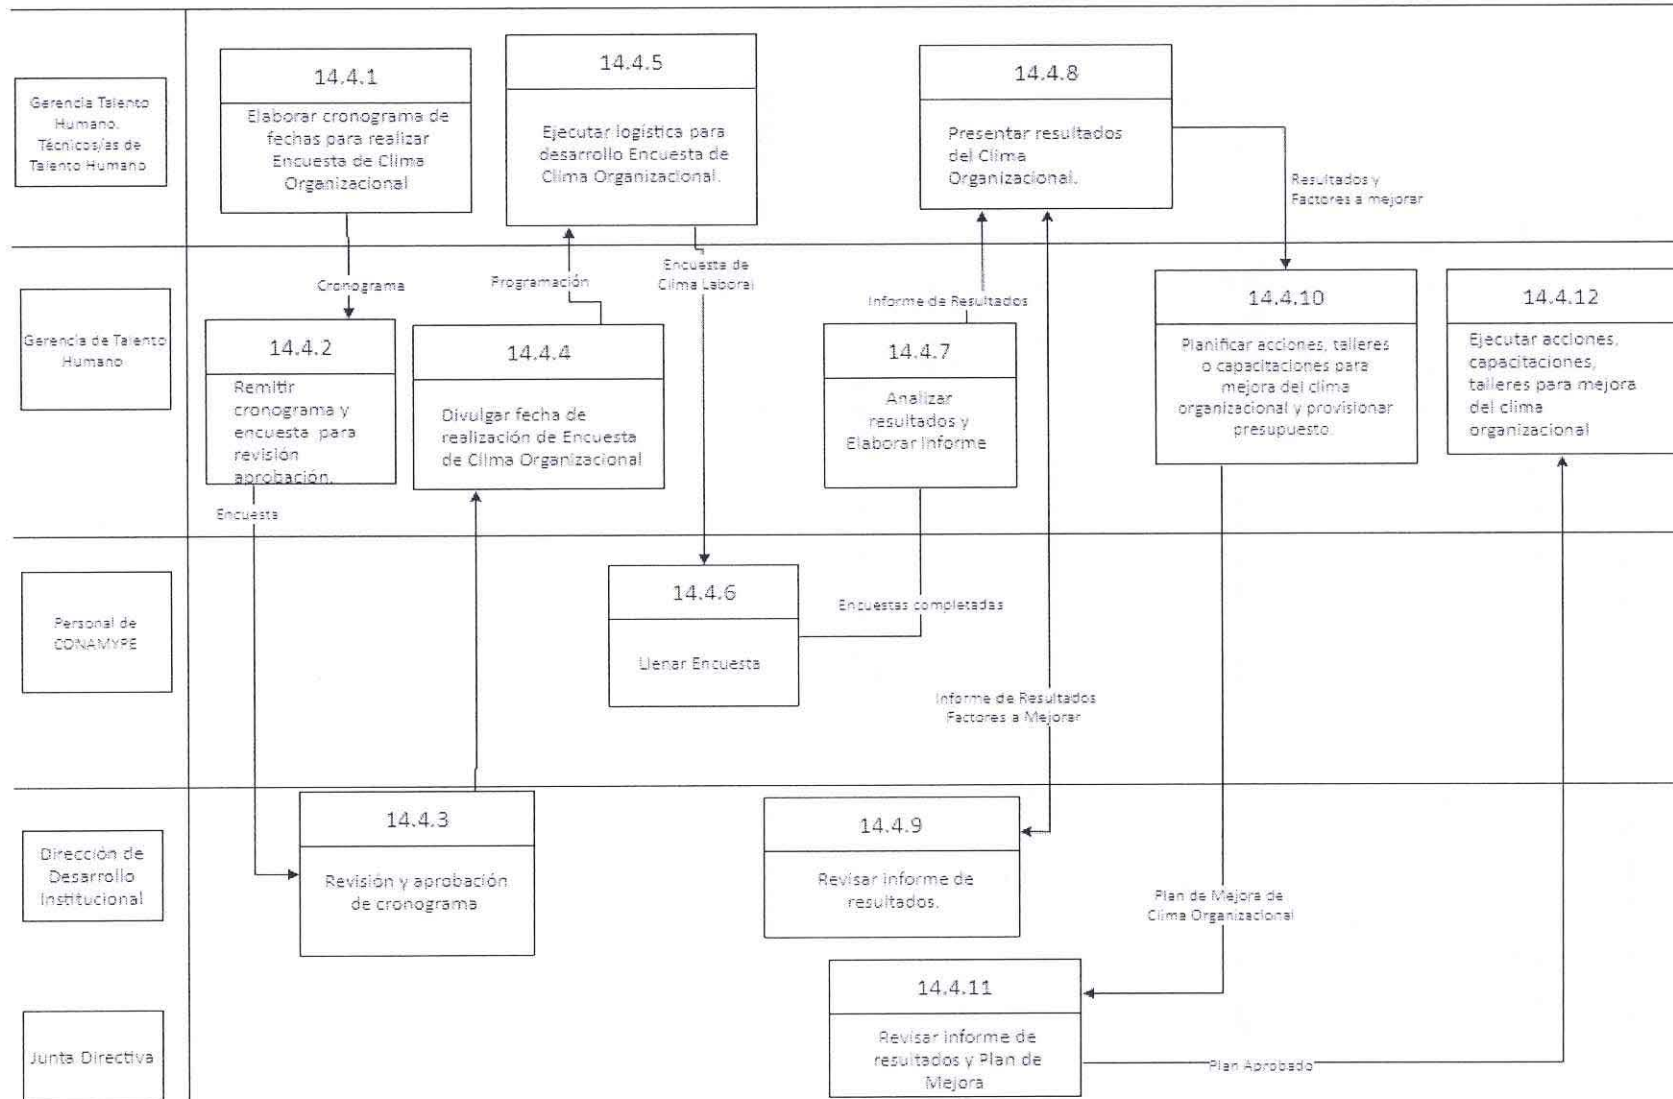 Gerencia Talento
Humano.
Técnicos/as de
Talento Humano
14.4.1
Elaborar cronograma de
fechas para realizar
Encuesta de Clima
Organizacional
14.4.5
Ejecutar logística para
desarrollo Encuesta de
Clima Organizacional.
14.4.8
Presentar resultados
del Clima
Organizacional.
Resultados y
Factores a mejorar
Cronograma
Programación
Encuesta de
Clima Laboral
Informe de Resultados
Gerencia de Talento
Humano
14.4.2
Remitir
cronograma y
encuesta para
revisión
aprobación.
14.4.4
Divulgar fecha de
realización de Encuesta
de Clima Organizacional
14.4.7
Analizar
resultados y
Elaborar Informe
14.4.10
Planificar acciones, talleres
o capacitaciones para
mejora del clima
organizacional y provisionar
presupuesto.
14.4.12
Ejecutar acciones,
capacitaciones,
talleres para mejora
del clima
organizacional
Encuesta
Personal de
CONAMYPE
14.4.6
Llenar Encuesta
Encuestas completadas
Informe de Resultados
Factores a Mejorar
Dirección de
Desarrollo
Institucional
14.4.3
Revisión y aprobación
de cronograma
14.4.9
Revisar informe de
resultados.
Plan de Mejora de
Clima Organizacional
Junta Directiva
14.4.11
Revisar informe de
resultados y Plan de
Mejora
Plan Aprobado